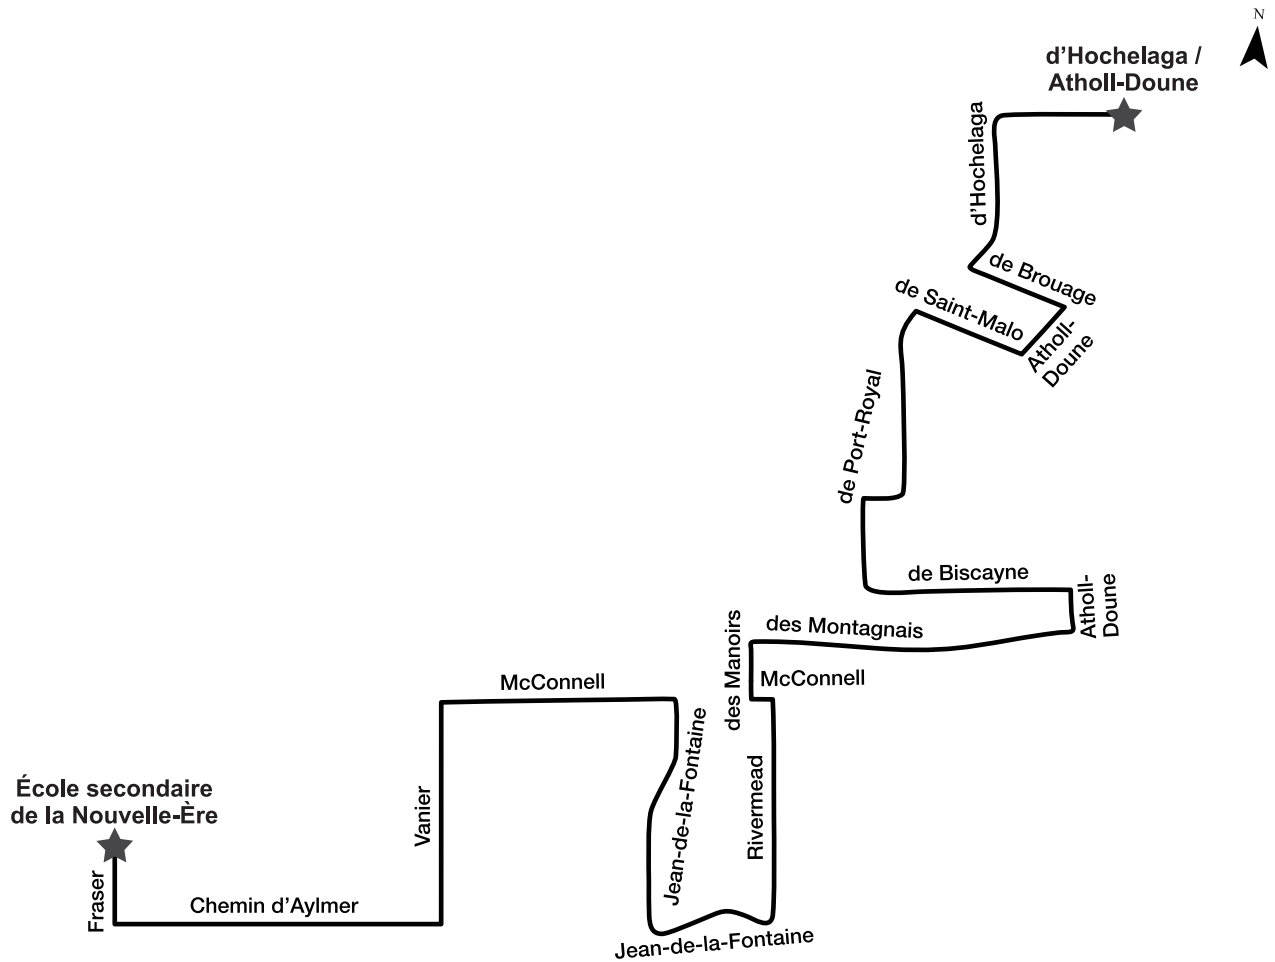 N
d'Hochelaga /
Atholl-Doune
d'Hochelaga
de Brouage
de Saint-Malo
Atholl-
Doune
de Port-Royal
de Biscayne
Atholl-
Doune
des Montagnais
des Manoirs
McConnell
McConnell
Jean-de-la-Fontaine
Rivermead
Vanier
École secondaire
de la Nouvelle-Ère
Fraser
Chemin d'Aylmer
Jean-de-la-Fontaine